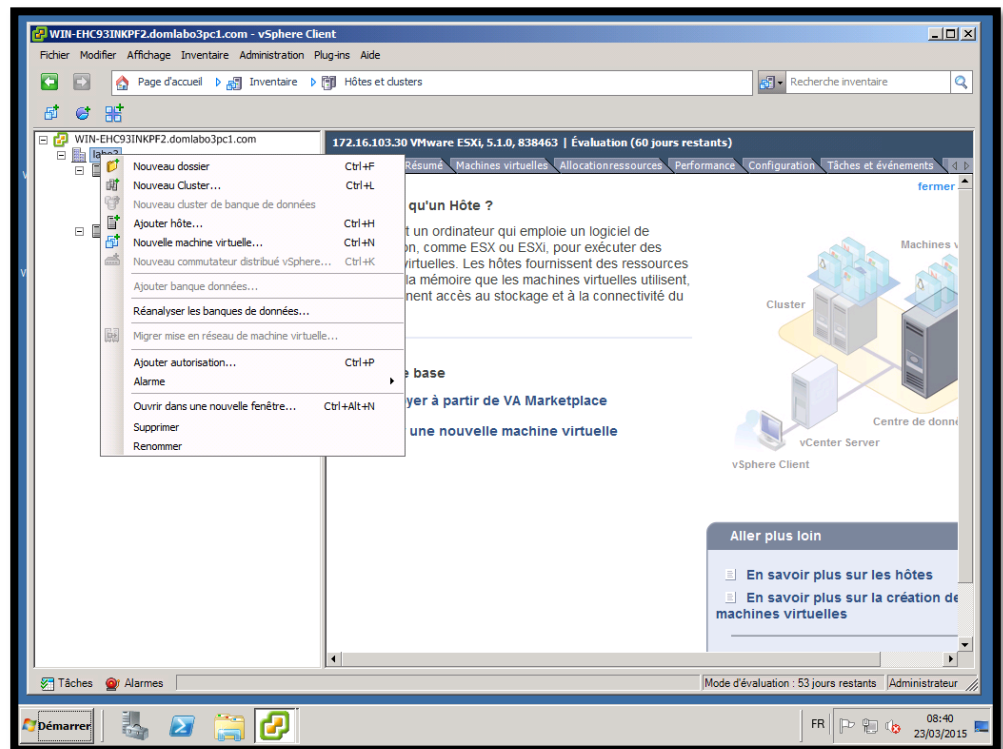 WIN-EHC93INKPF2.domlabo3pc1.com - vSphere Client
Fichier Modifier Affichage Inventaire Administration Plug-ins Aide
Page d'accueil Inventaire Hôtes et clusters
Recherche inventaire
WIN-EHC93INKPF2.domlabo3pc1.com
Nouveau dossier Ctrl+F
Nouveau Cluster... Ctrl+L
Nouveau cluster de banque de données
Ajouter hôte... Ctrl+H
Nouvelle machine virtuelle... Ctrl+N
Nouveau commutateur distribué vSphere... Ctrl+K
Ajouter banque données...
Réanalyser les banques de données...
Migrer mise en réseau de machine virtuelle...
Ajouter autorisation... Ctrl+P
Alarme
Ouvrir dans une nouvelle fenêtre... Ctrl+Alt+N
Supprimer
Renommer
172.16.103.30 VMware ESXi, 5.1.0, 838463 | Évaluation (60 jours restants)
Résumé Machines virtuelles Allocationressources Performance Configuration Tâches et événements
fermer
qu'un Hôte ?
un ordinateur qui emploie un logiciel de
comme ESX ou ESXi, pour exécuter des
virtuelles. Les hôtes fournissent des ressources
la mémoire que les machines virtuelles utilisent,
accès au stockage et à la connectivité du
base
à partir de VA Marketplace
une nouvelle machine virtuelle
Machines v
Cluster
Centre de donné
vCenter Server
vSphere Client
Aller plus loin
En savoir plus sur les hôtes
En savoir plus sur la création de
machines virtuelles
Tâches Alarmes
Mode d'évaluation : 53 jours restants Administrateur
Démarrer
FR
08:40
23/03/2015